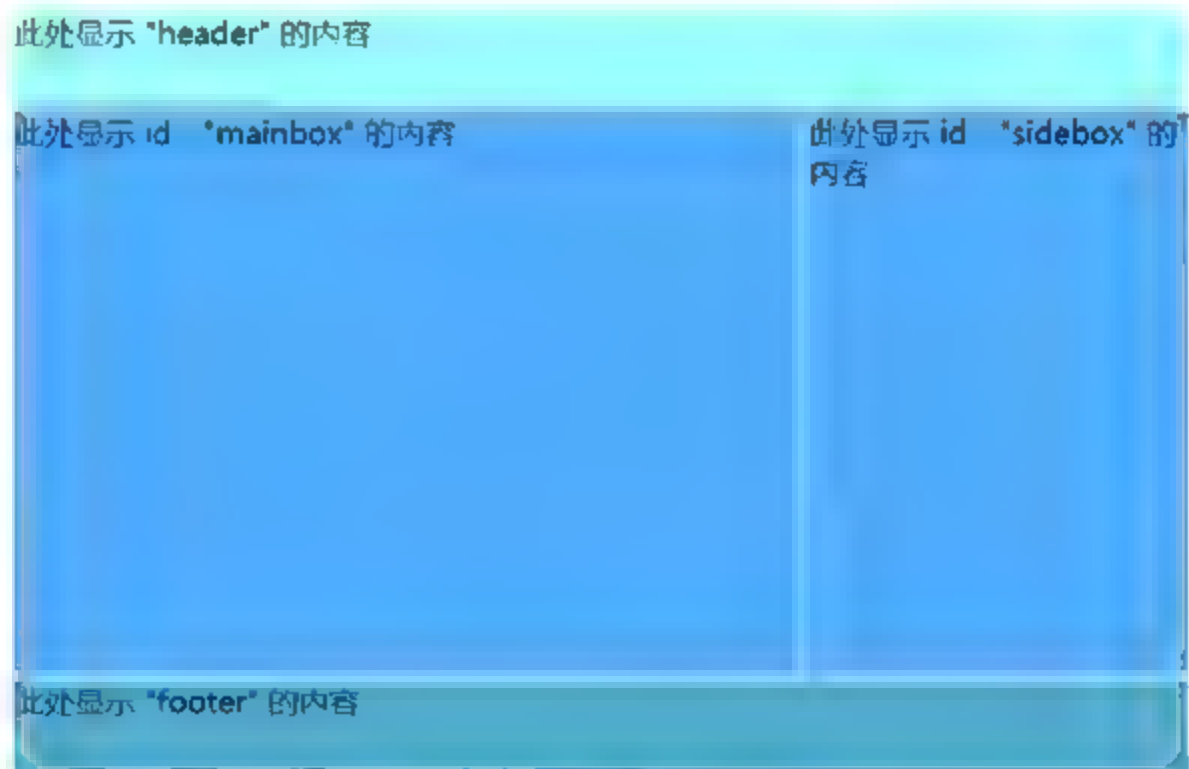 此处显示 "header" 的内容
此处显示 id "mainbox" 的内容
此处显示 id "sidebox" 的
内容
此处显示 "footer" 的内容